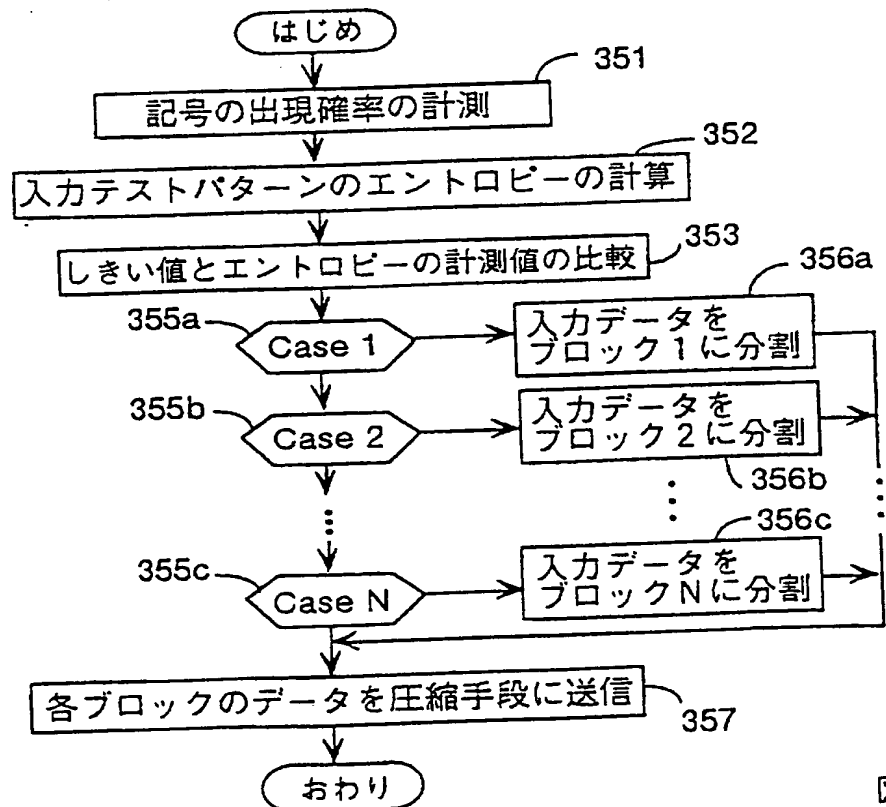 はじめ
351
記号の出現確率の計測
352
入力テストパターンのエントロピーの計算
353
しきい値とエントロピーの計測値の比較
355a
Case 1
356a
入力データを
ブロック1に分割
355b
Case 2
入力データを
ブロック2に分割
356b
356c
355c
Case N
入力データを
ブロックNに分割
各ブロックのデータを圧縮手段に送信
357
おわり